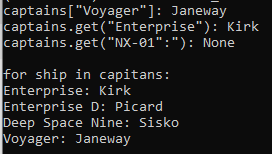 captains["Voyager"]: Janeway
captains.get("Enterprise"): Kirk
captains.get("NX-01":"): None
for ship in capitans:
Enterprise: Kirk
Enterprise D: Picard
Deep Space Nine: Sisko
Voyager: Janeway